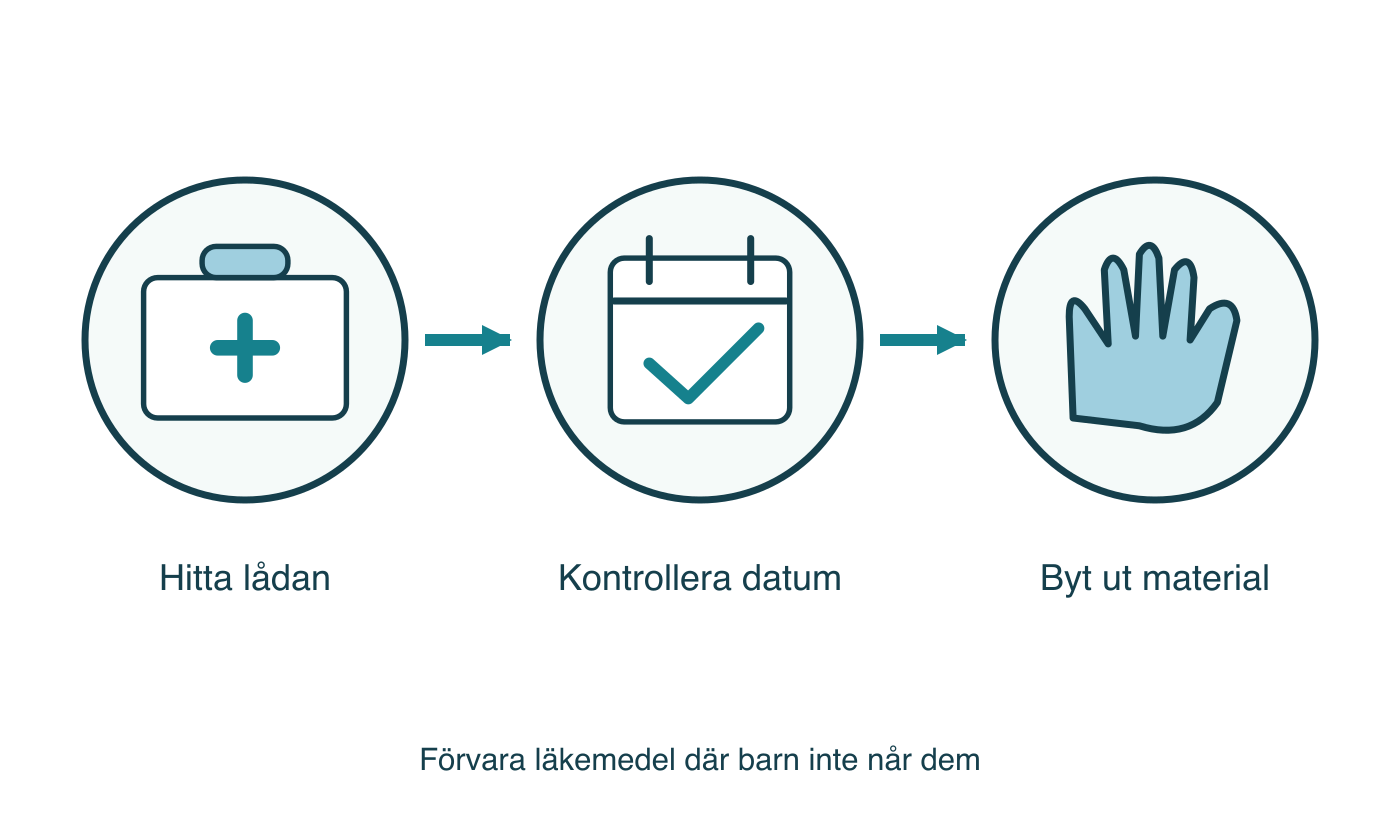 Hitta lådan
Kontrollera datum
Byt ut material
Förvara läkemedel där barn inte når dem